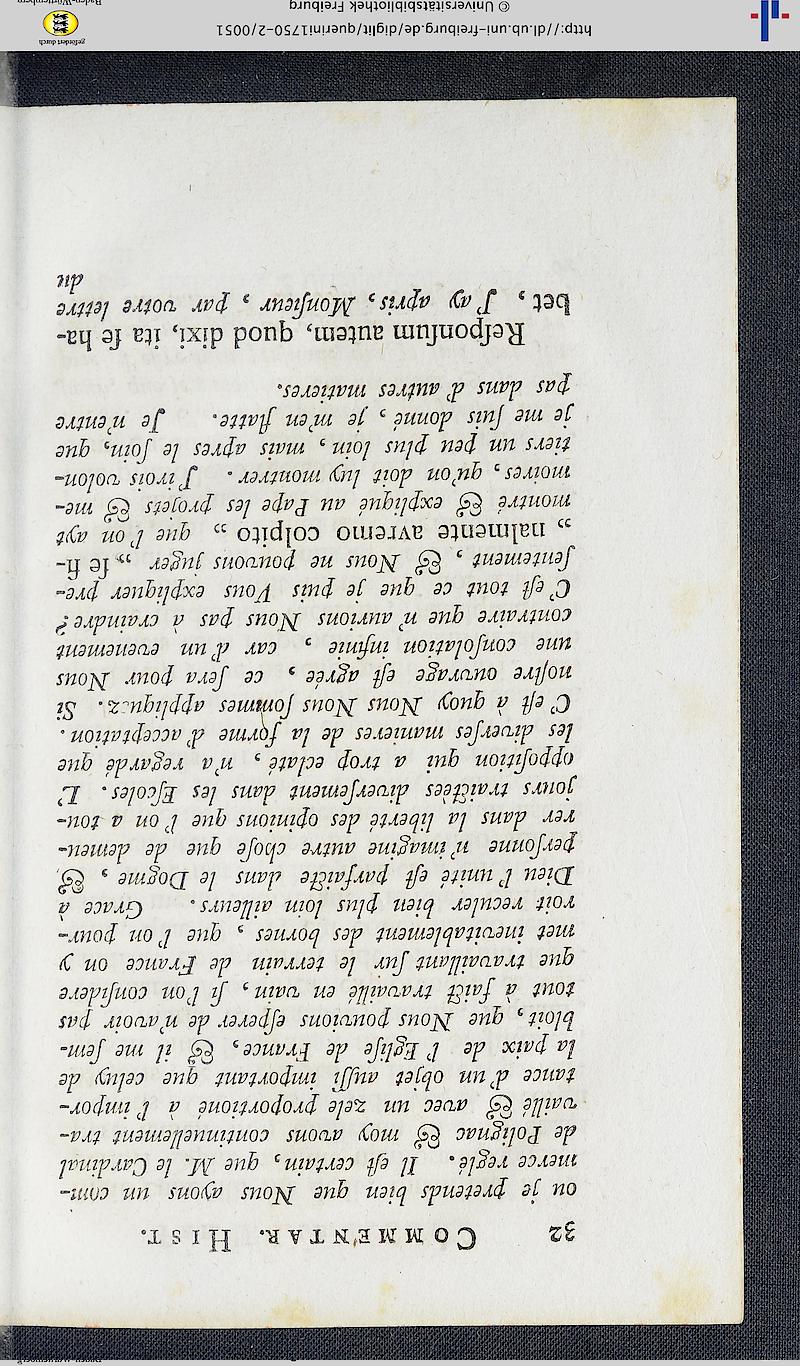 32 COMMENTAR. HIST.
ou je pretends bien que Nous ayons un com-
merce reglé. Il eſt certain, que M. le Cardinal
de Polignac & moy avons continuellement tra-
vaillé & avec un zele proportioné à l' impor-
tance d' un objet auſſi important que celuy de
la paix de l' Egliſe de France, & il me ſem-
bloit, que Nous pouvions eſperer de n'avoir pas
tout à faict travaillé en vain, ſi l'on conſidere
que travaillant ſur le terrain de France on y
met inevitablement des bornes, que l' on pour-
roit reculer bien plus loin ailleurs. Grace à
Dieu l' unité eſt parfaicte dans le Dogme, &
perſonne n' imagine autre choſe que de demeu-
rer dans la liberté des opinions que l' on a tou-
jours traictées diverſement dans les Eſcoles. L'
oppoſition qui a trop eclaté, n'a regardé que
les diverſes manieres de la forme d' acceptation.
C' eſt à quoy Nous Nous ſommes appliquez. Si
noſtre ouvrage eſt agrée, ce ſera pour Nous
une conſolation infinie, car d' un evenement
contraire que n' aurions Nous pas à craindre?
C' eſt tout ce que je puis Vous expliquer pre-
ſentement, & Nous ne pouvons juger „ ſe fi-
„ nalmente avremo colpito „ que l' on ayt
montré & expliqué au Pape les projets & me-
moires, qu'on doit luy montrer. J' irois volon-
tiers un peu plus loin, mais apres le ſoin, que
je me ſuis donné, je m'en flatte. Je n'entre
pas dans d' autres matieres.
Reſponſum autem, quod dixi, ita ſe ha-
bet, J' ay apris, Monſieur, par votre lettre
du
http://dl.ub.uni-freiburg.de/diglit/querini1750-2/0051
© Universitätsbibliothek Freiburg
gefördert durch
Baden-Württemberg